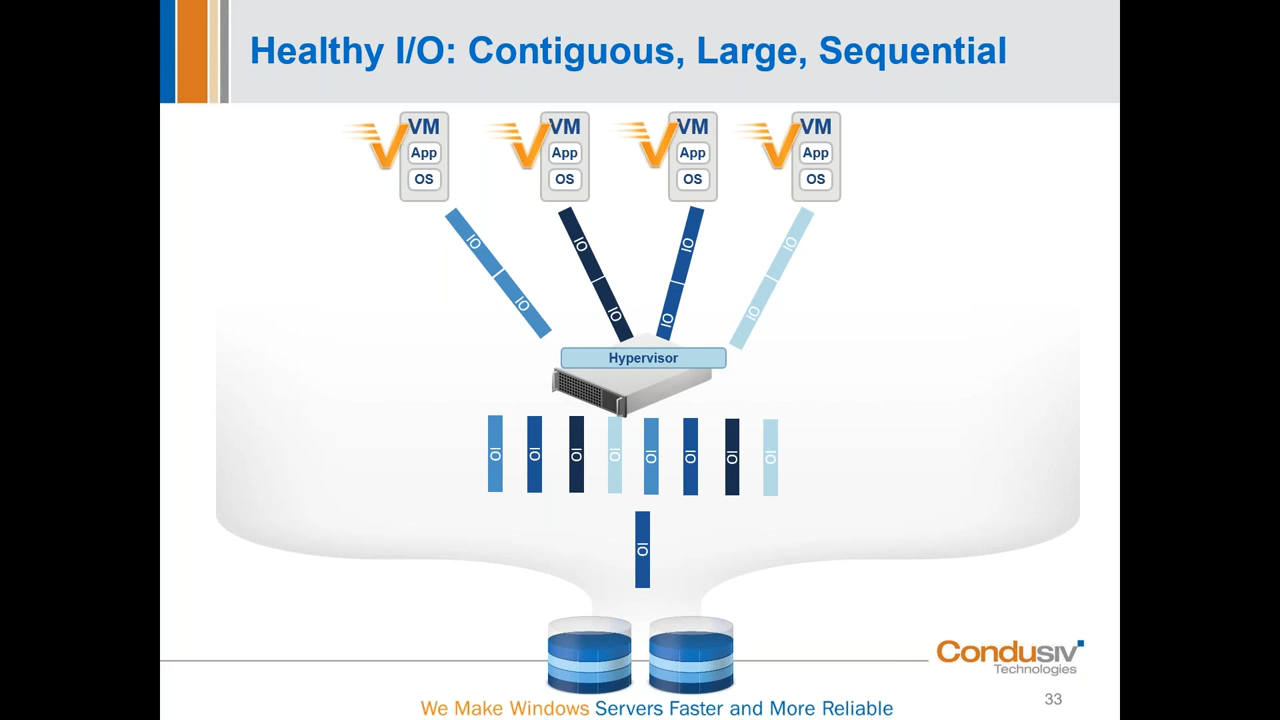 Healthy I/O: Contiguous, Large, Sequential
VM VM VM VM
App App App App
OS OS OS OS
IO IO IO IO
IO IO IO IO
Hypervisor
IO IO IO IO IO IO IO IO
IO
Condusiv
Technologies
33
We Make Windows Servers Faster and More Reliable